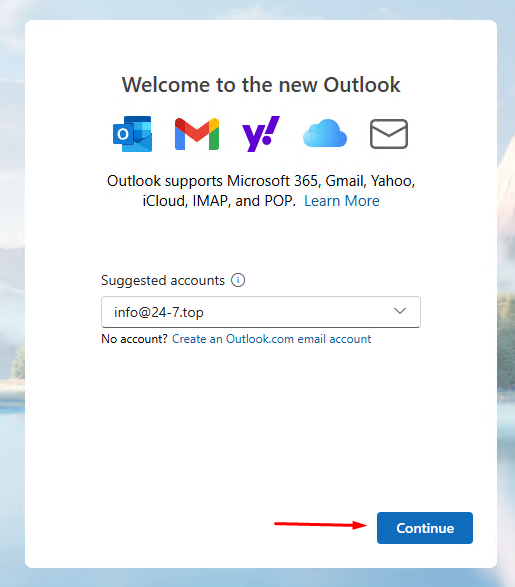 Welcome to the new Outlook
Outlook supports Microsoft 365, Gmail, Yahoo,
iCloud, IMAP, and POP. Learn More
Suggested accounts
info@24-7.top
No account? Create an Outlook.com email account
Continue